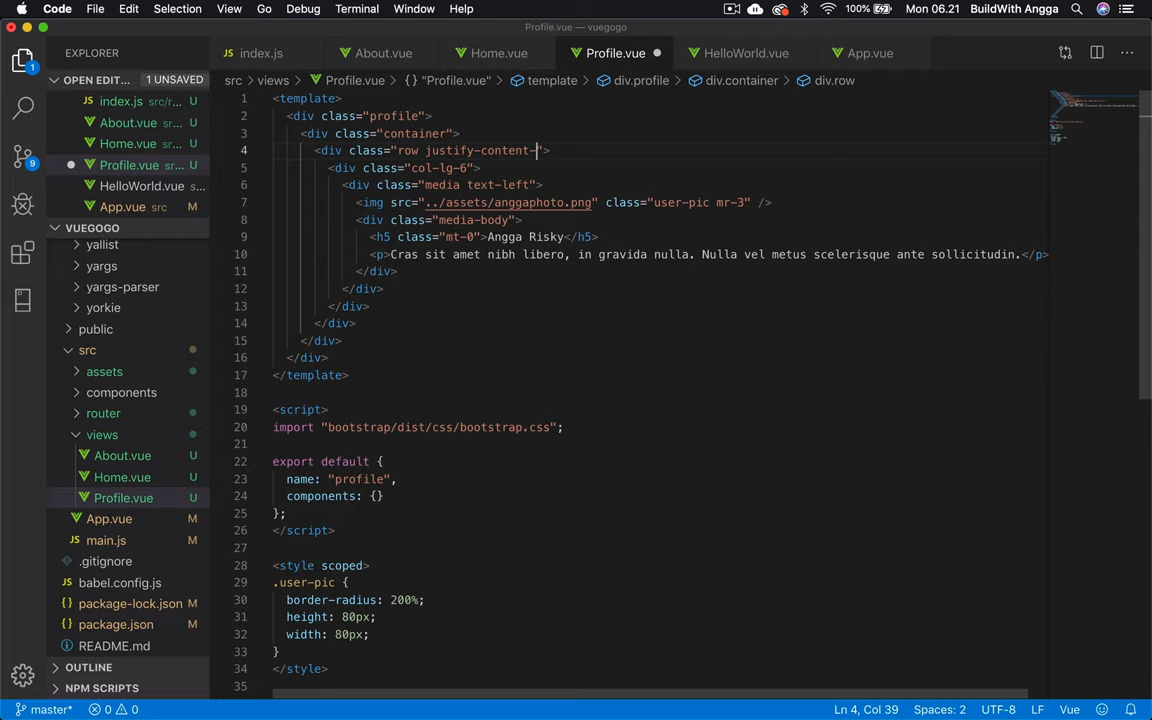 Code File Edit Selection View Go Debug Terminal Window Help 100% Mon 06.21 BuildWith Angga
Profile.vue — vuegogo
EXPLORER
index.js About.vue Home.vue Profile.vue HelloWorld.vue App.vue
OPEN EDIT... 1 UNSAVED
src > views > Profile.vue > {} "Profile.vue" > template > div.profile > div.container > div.row
JS index.js src/r... U
About.vue sr... U
Home.vue sr... U
Profile.vue sr... U
HelloWorld.vue s...
App.vue src M
VUEGOGO
yallist
yargs
yargs-parser
yorkie
public
src
assets
components
router
views
About.vue U
Home.vue U
Profile.vue U
App.vue M
JS main.js M
.gitignore
babel.config.js
package-lock.json M
package.json M
README.md
OUTLINE
NPM SCRIPTS
1
9
1 <template>
2 <div class="profile">
3 <div class="container">
4 <div class="row justify-content-">
5 <div class="col-lg-6">
6 <div class="media text-left">
7 <img src="../assets/anggaphoto.png" class="user-pic mr-3" />
8 <div class="media-body">
9 <h5 class="mt-0">Angga Risky</h5>
10 <p>Cras sit amet nibh libero, in gravida nulla. Nulla vel metus scelerisque ante sollicitudin.</p>
11 </div>
12 </div>
13 </div>
14 </div>
15 </div>
16 </div>
17 </template>
18
19 <script>
20 import "bootstrap/dist/css/bootstrap.css";
21
22 export default {
23 name: "profile",
24 components: {}
25 };
26 </script>
27
28 <style scoped>
29 .user-pic {
30 border-radius: 200%;
31 height: 80px;
32 width: 80px;
33 }
34 </style>
35
master* 0 0 Ln 4, Col 39 Spaces: 2 UTF-8 LF Vue